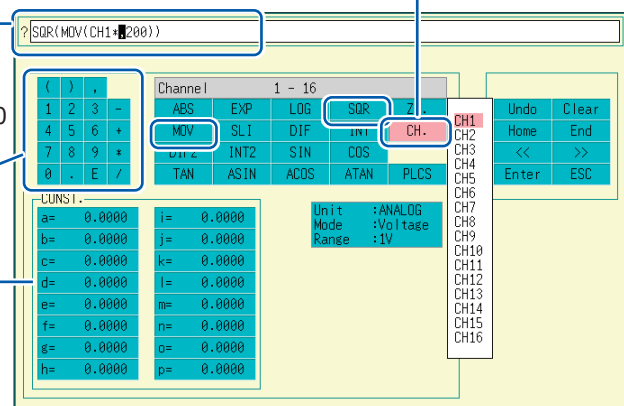 ?SQR(MOV(CH1*,200))
( ) ,
1 2 3 -
4 5 6 +
7 8 9 *
0 . E /
Channel 1 - 16
ABS EXP LOG SQR
MOV SLI DIF INT CH.
DIF2 INT2 SIN COS
TAN ASIN ACOS ATAN PLCS
CH1
CH2
CH3
CH4
CH5
CH6
CH7
CH8
CH9
CH10
CH11
CH12
CH13
CH14
CH15
CH16
Undo Clear
Home End
<< >>
Enter ESC
CONST.
a= 0.0000 i= 0.0000
b= 0.0000 j= 0.0000
c= 0.0000 k= 0.0000
d= 0.0000 l= 0.0000
e= 0.0000 m= 0.0000
f= 0.0000 n= 0.0000
g= 0.0000 o= 0.0000
h= 0.0000 p= 0.0000
Unit :ANALOG
Mode :Voltage
Range :1V